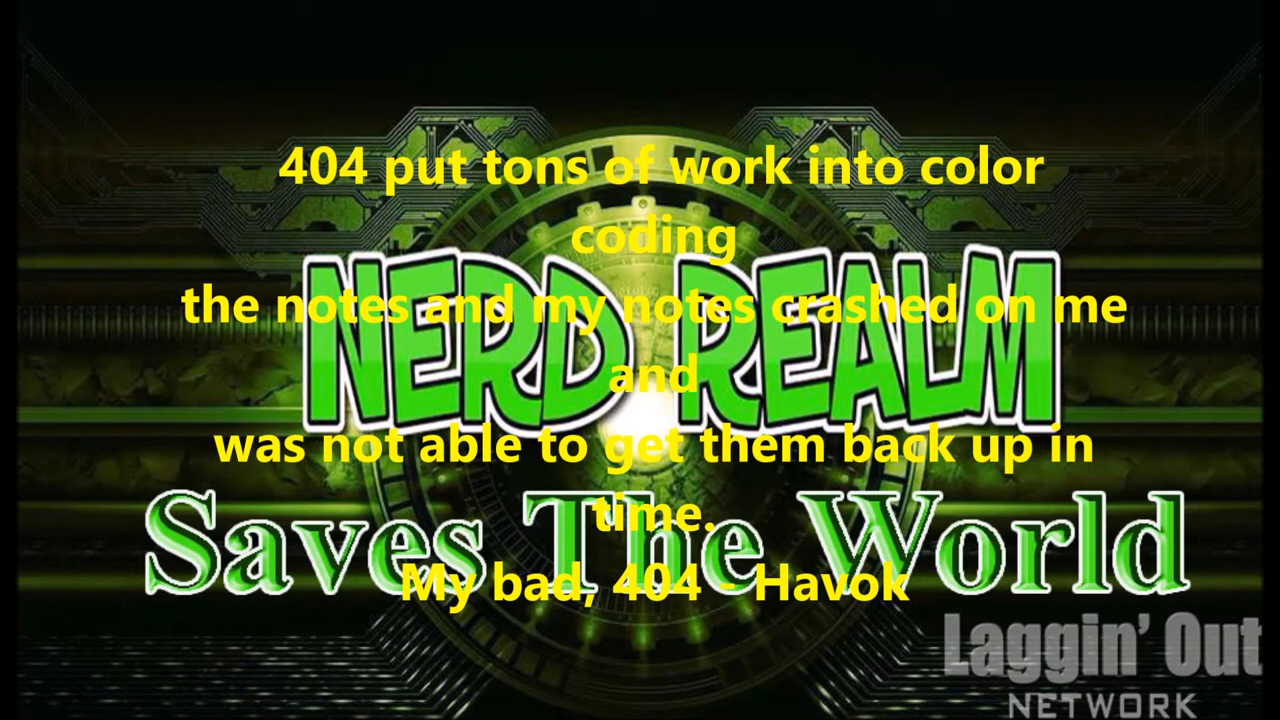 404 put tons of work into color
coding
NERD REALM
the notes and my notes crashed on me
and
was not able to get them back up in
time.
Saves The World
My bad, 404 - Havok
Laggin' Out
NETWORK